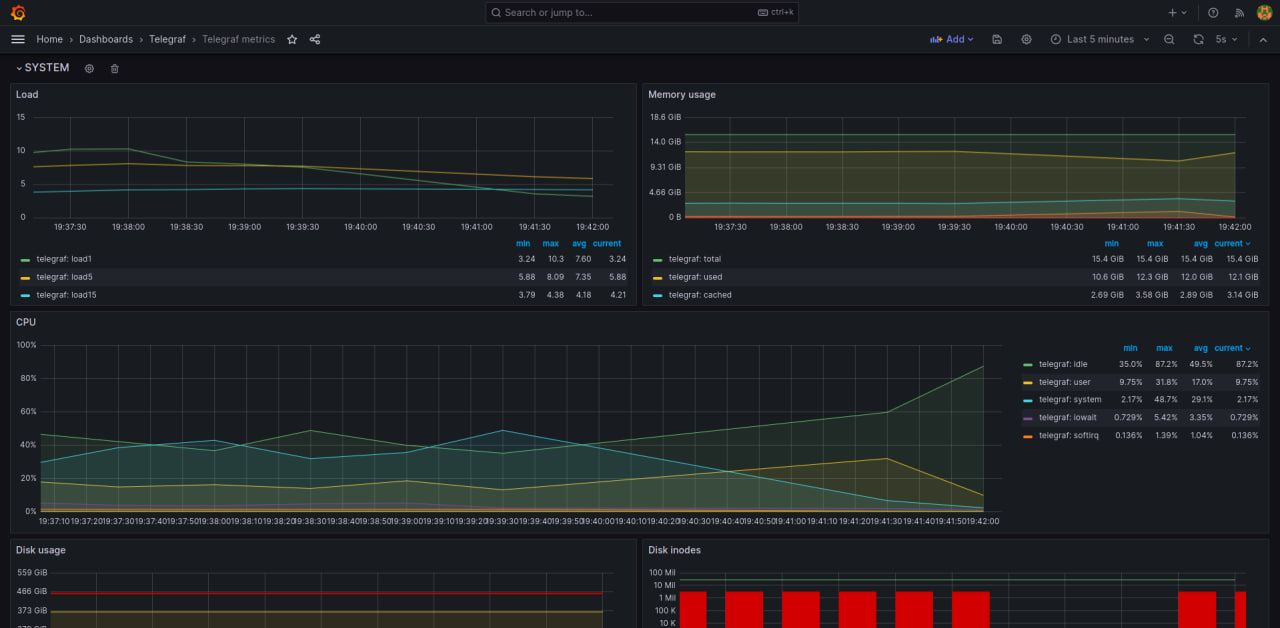 Search or jump to... ctrl+k
Home › Dashboards › Telegraf › Telegraf metrics Add Last 5 minutes 5s
SYSTEM
Load
15
10
5
0
19:37:30 19:38:00 19:38:30 19:39:00 19:39:30 19:40:00 19:40:30 19:41:00 19:41:30 19:42:00
min max avg current
telegraf: load1 3.24 10.3 7.60 3.24
telegraf: load5 5.88 8.09 7.35 5.88
telegraf: load15 3.79 4.38 4.18 4.21
Memory usage
18.6 GiB
14.0 GiB
9.31 GiB
4.66 GiB
0 B
19:37:30 19:38:00 19:38:30 19:39:00 19:39:30 19:40:00 19:40:30 19:41:00 19:41:30 19:42:00
min max avg current
telegraf: total 15.4 GiB 15.4 GiB 15.4 GiB 15.4 GiB
telegraf: used 10.6 GiB 12.3 GiB 12.0 GiB 12.1 GiB
telegraf: cached 2.69 GiB 3.58 GiB 2.89 GiB 3.14 GiB
CPU
100%
80%
60%
40%
20%
0%
19:37:10 19:37:20 19:37:30 19:37:40 19:37:50 19:38:00 19:38:10 19:38:20 19:38:30 19:38:40 19:38:50 19:39:00 19:39:10 19:39:20 19:39:30 19:39:40 19:39:50 19:40:00 19:40:10 19:40:20 19:40:30 19:40:40 19:40:50 19:41:00 19:41:10 19:41:20 19:41:30 19:41:40 19:41:50 19:42:00
min max avg current
telegraf: idle 35.0% 87.2% 49.5% 87.2%
telegraf: user 9.75% 31.8% 17.0% 9.75%
telegraf: system 2.17% 48.7% 29.1% 2.17%
telegraf: iowait 0.729% 5.42% 3.35% 0.729%
telegraf: softirq 0.136% 1.39% 1.04% 0.136%
Disk usage
559 GiB
466 GiB
373 GiB
Disk inodes
100 Mil
10 Mil
1 Mil
100 K
10 K